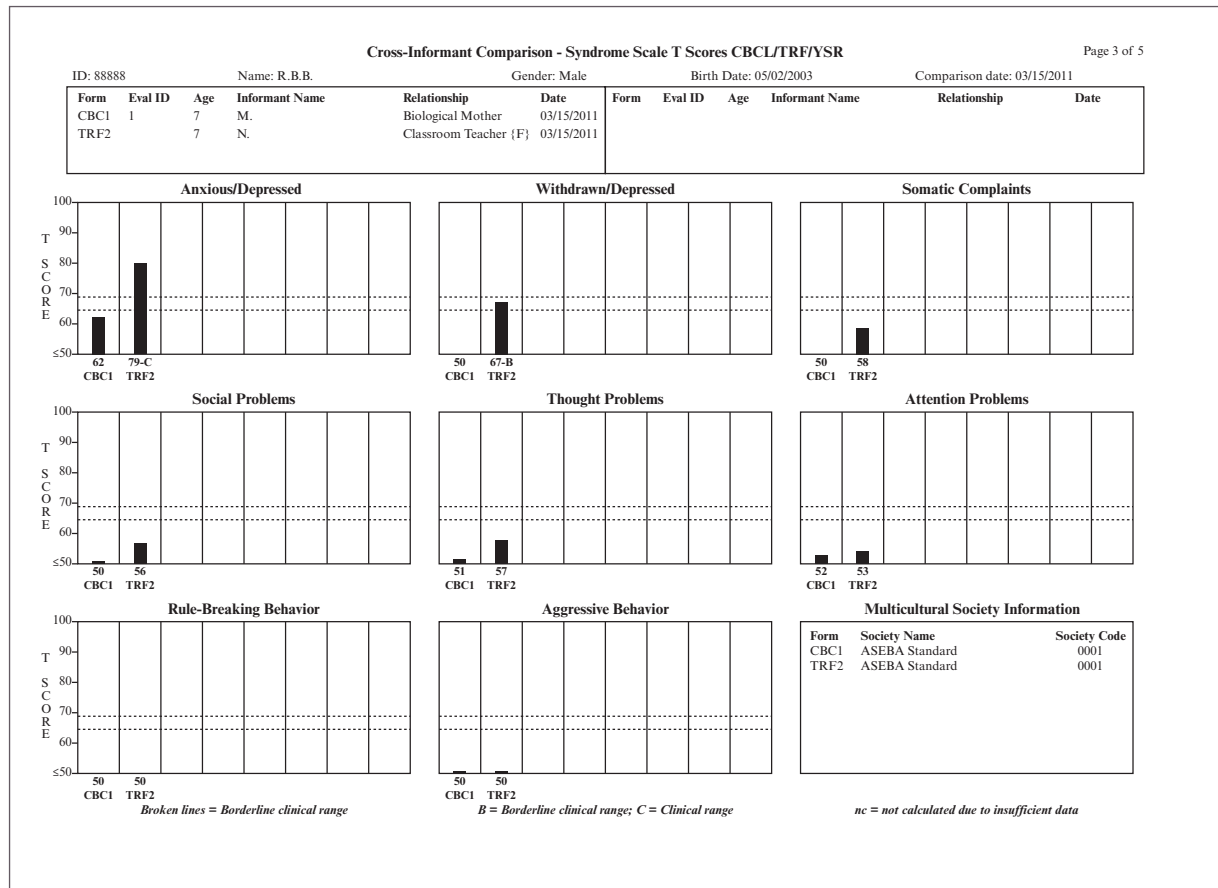 Cross-Informant Comparison - Syndrome Scale T Scores CBCL/TRF/YSR
Page 3 of 5
ID: 88888 Name: R.B.B. Gender: Male Birth Date: 05/02/2003 Comparison date: 03/15/2011
Form Eval ID Age Informant Name Relationship Date Form Eval ID Age Informant Name Relationship Date
CBC1 1 7 M. Biological Mother 03/15/2011
TRF2 7 N. Classroom Teacher {F} 03/15/2011
Anxious/Depressed
T SCORE
100
90
80
70
60
≤50
62 79-C
CBC1 TRF2
Withdrawn/Depressed
50 67-B
CBC1 TRF2
Somatic Complaints
50 58
CBC1 TRF2
Social Problems
T SCORE
100
90
80
70
60
≤50
50 56
CBC1 TRF2
Thought Problems
51 57
CBC1 TRF2
Attention Problems
52 53
CBC1 TRF2
Rule-Breaking Behavior
T SCORE
100
90
80
70
60
≤50
50 50
CBC1 TRF2
Aggressive Behavior
50 50
CBC1 TRF2
Multicultural Society Information
Form Society Name Society Code
CBC1 ASEBA Standard 0001
TRF2 ASEBA Standard 0001
Broken lines = Borderline clinical range
B = Borderline clinical range; C = Clinical range
nc = not calculated due to insufficient data